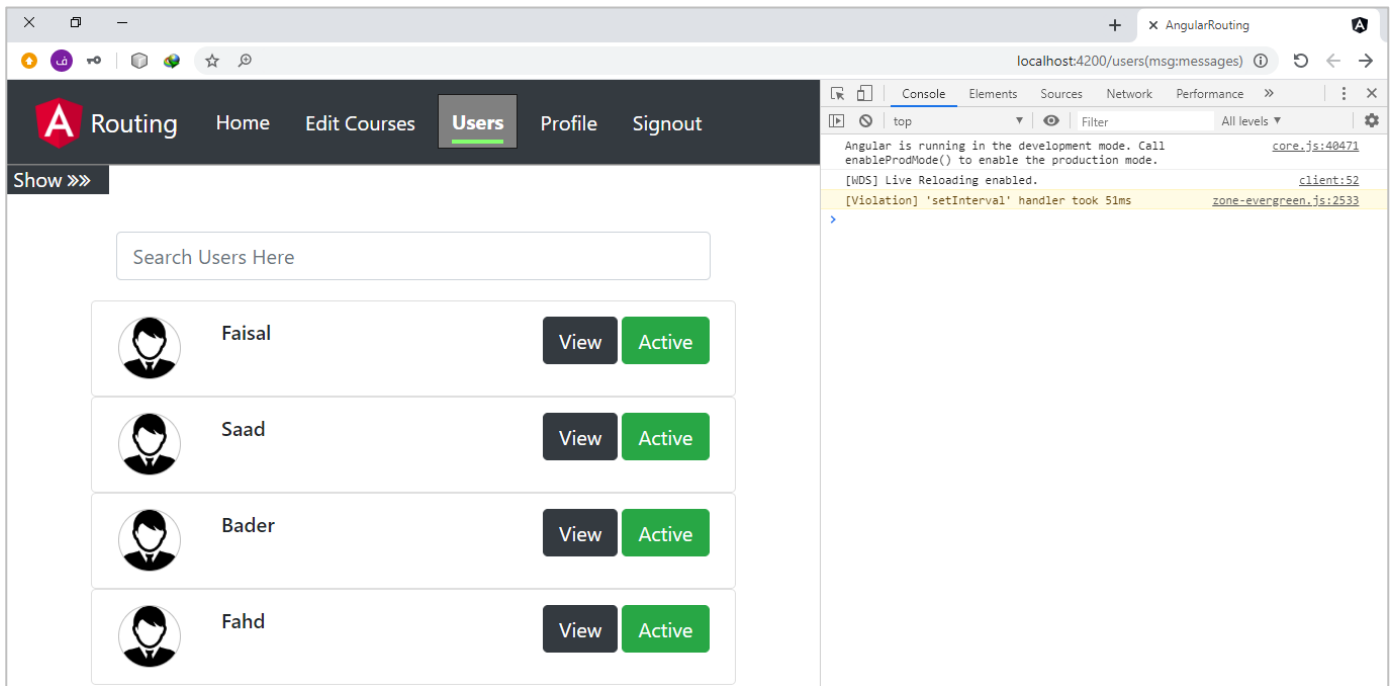 AngularRouting
ف
localhost:4200/users(msg:messages)
A Routing Home Edit Courses Users Profile Signout
Show »»
Search Users Here
Faisal View Active
Saad View Active
Bader View Active
Fahd View Active
Console Elements Sources Network Performance »
top Filter All levels ▼
Angular is running in the development mode. Call core.js:40471
enableProdMode() to enable the production mode.
[WDS] Live Reloading enabled. client:52
[Violation] 'setInterval' handler took 51ms zone-evergreen.js:2533
>